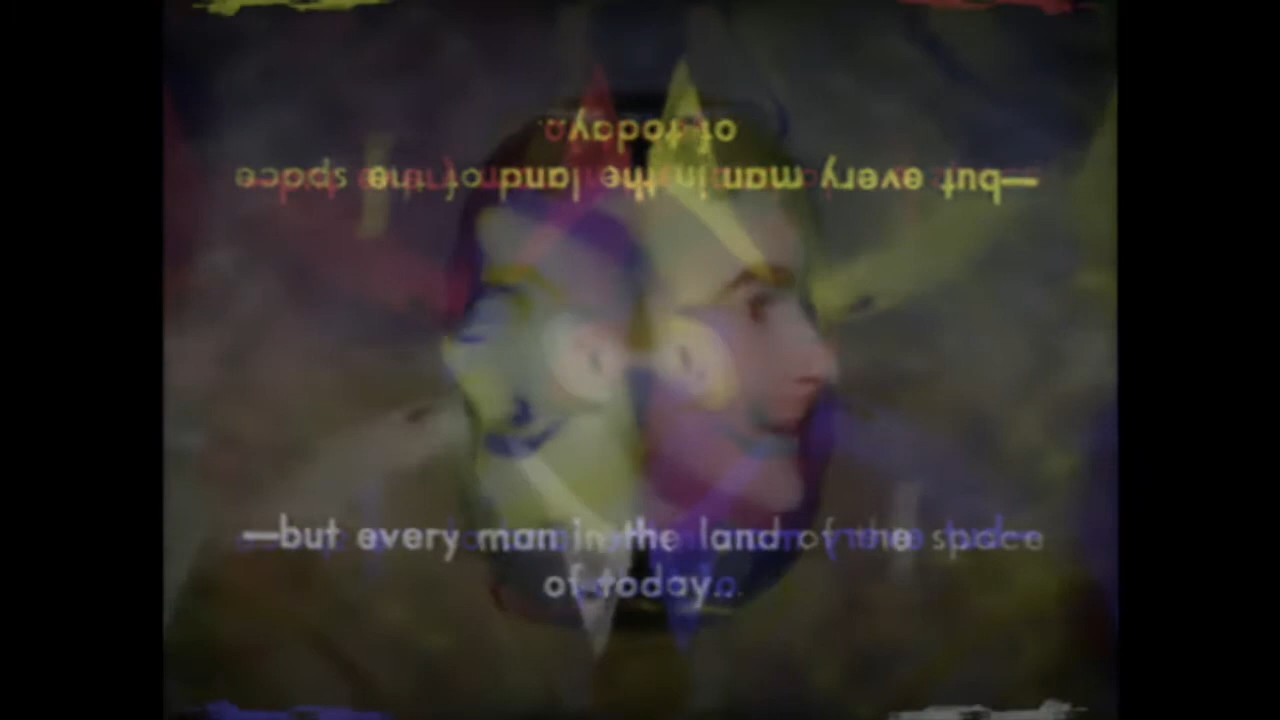 of today..
—but every man in the land of the space
—but every man in the land of the space
of today...